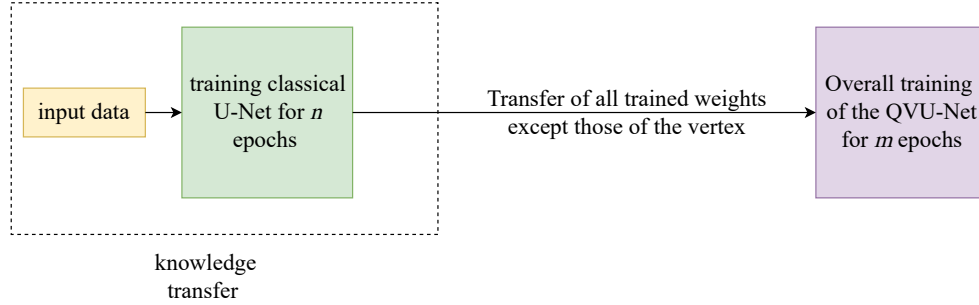 input data
training classical
U-Net for n
epochs
Transfer of all trained weights
except those of the vertex
Overall training
of the QVU-Net
for m epochs
knowledge
transfer